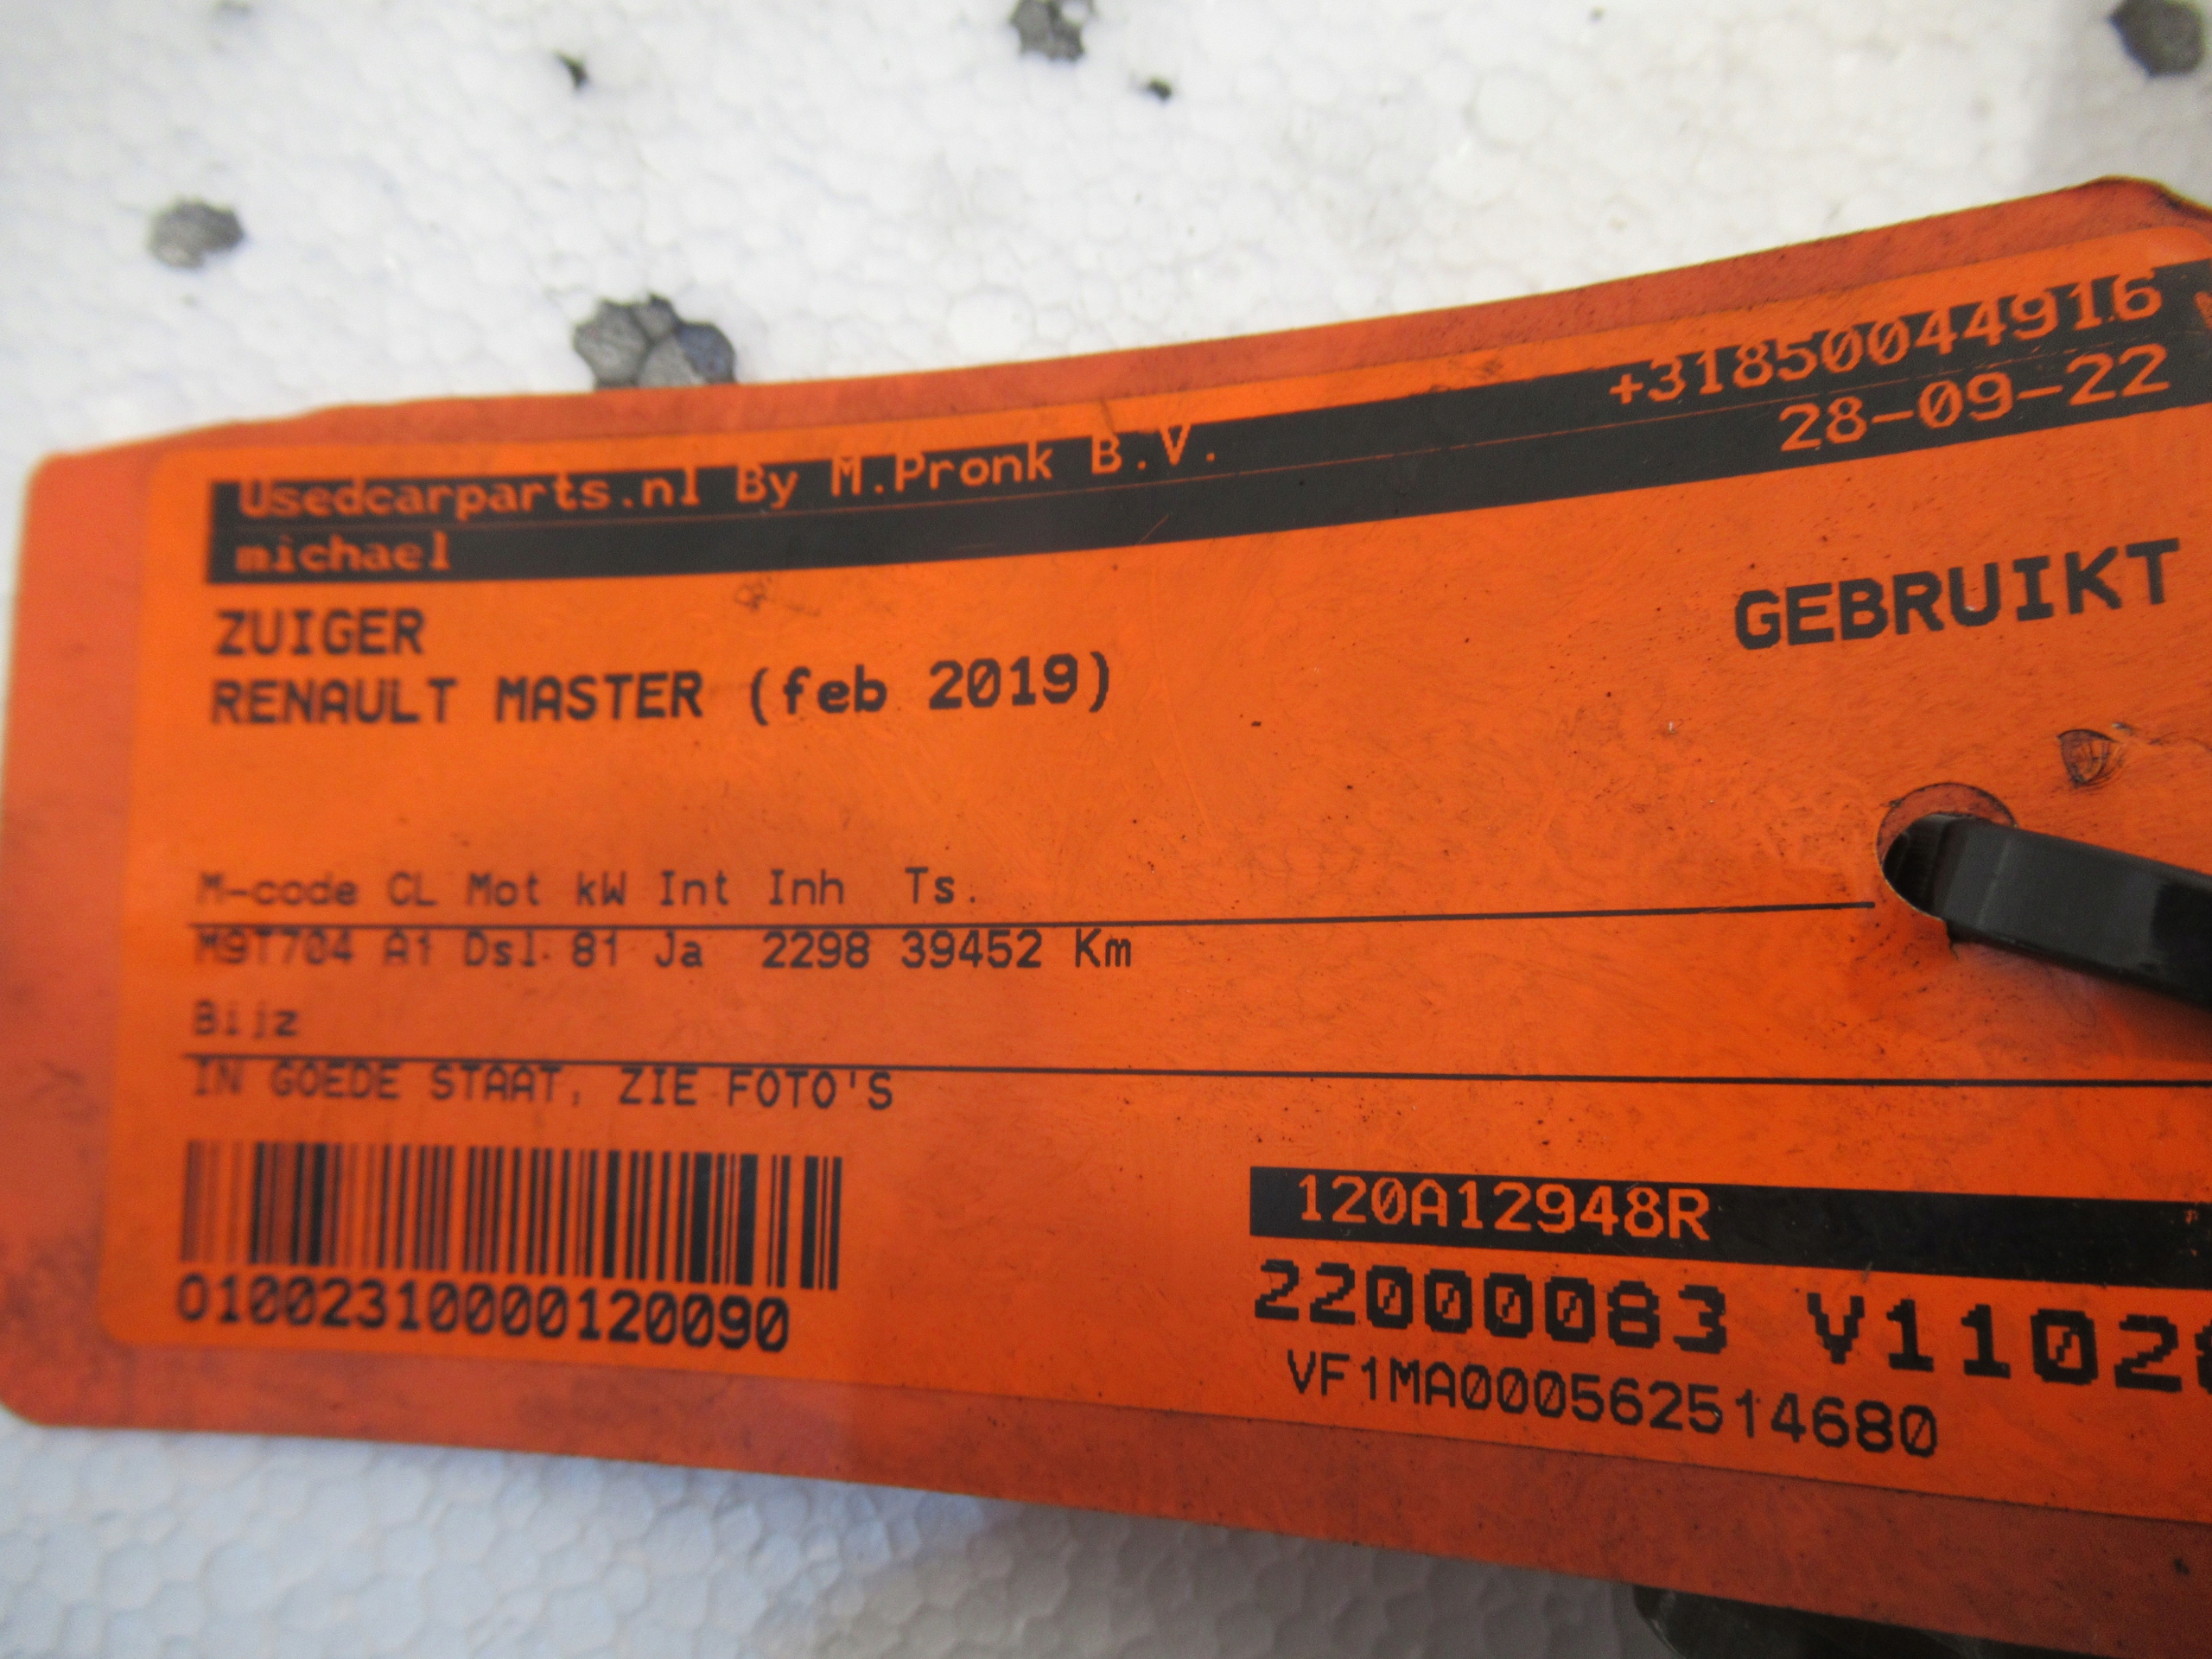 Usedcarparts.nl By M.Pronk B.V. +31850044916
michael 28-09-22
ZUIGER GEBRUIKT
RENAULT MASTER (feb 2019)
M-code CL Mot kW Int Inh Ts.
M9T704 A1 Dsl. 81 Ja 2298 39452 Km
Bijz
IN GOEDE STAAT, ZIE FOTO'S
120A12948R
01002310000120090
22000083 V1102
VF1MA000562514680